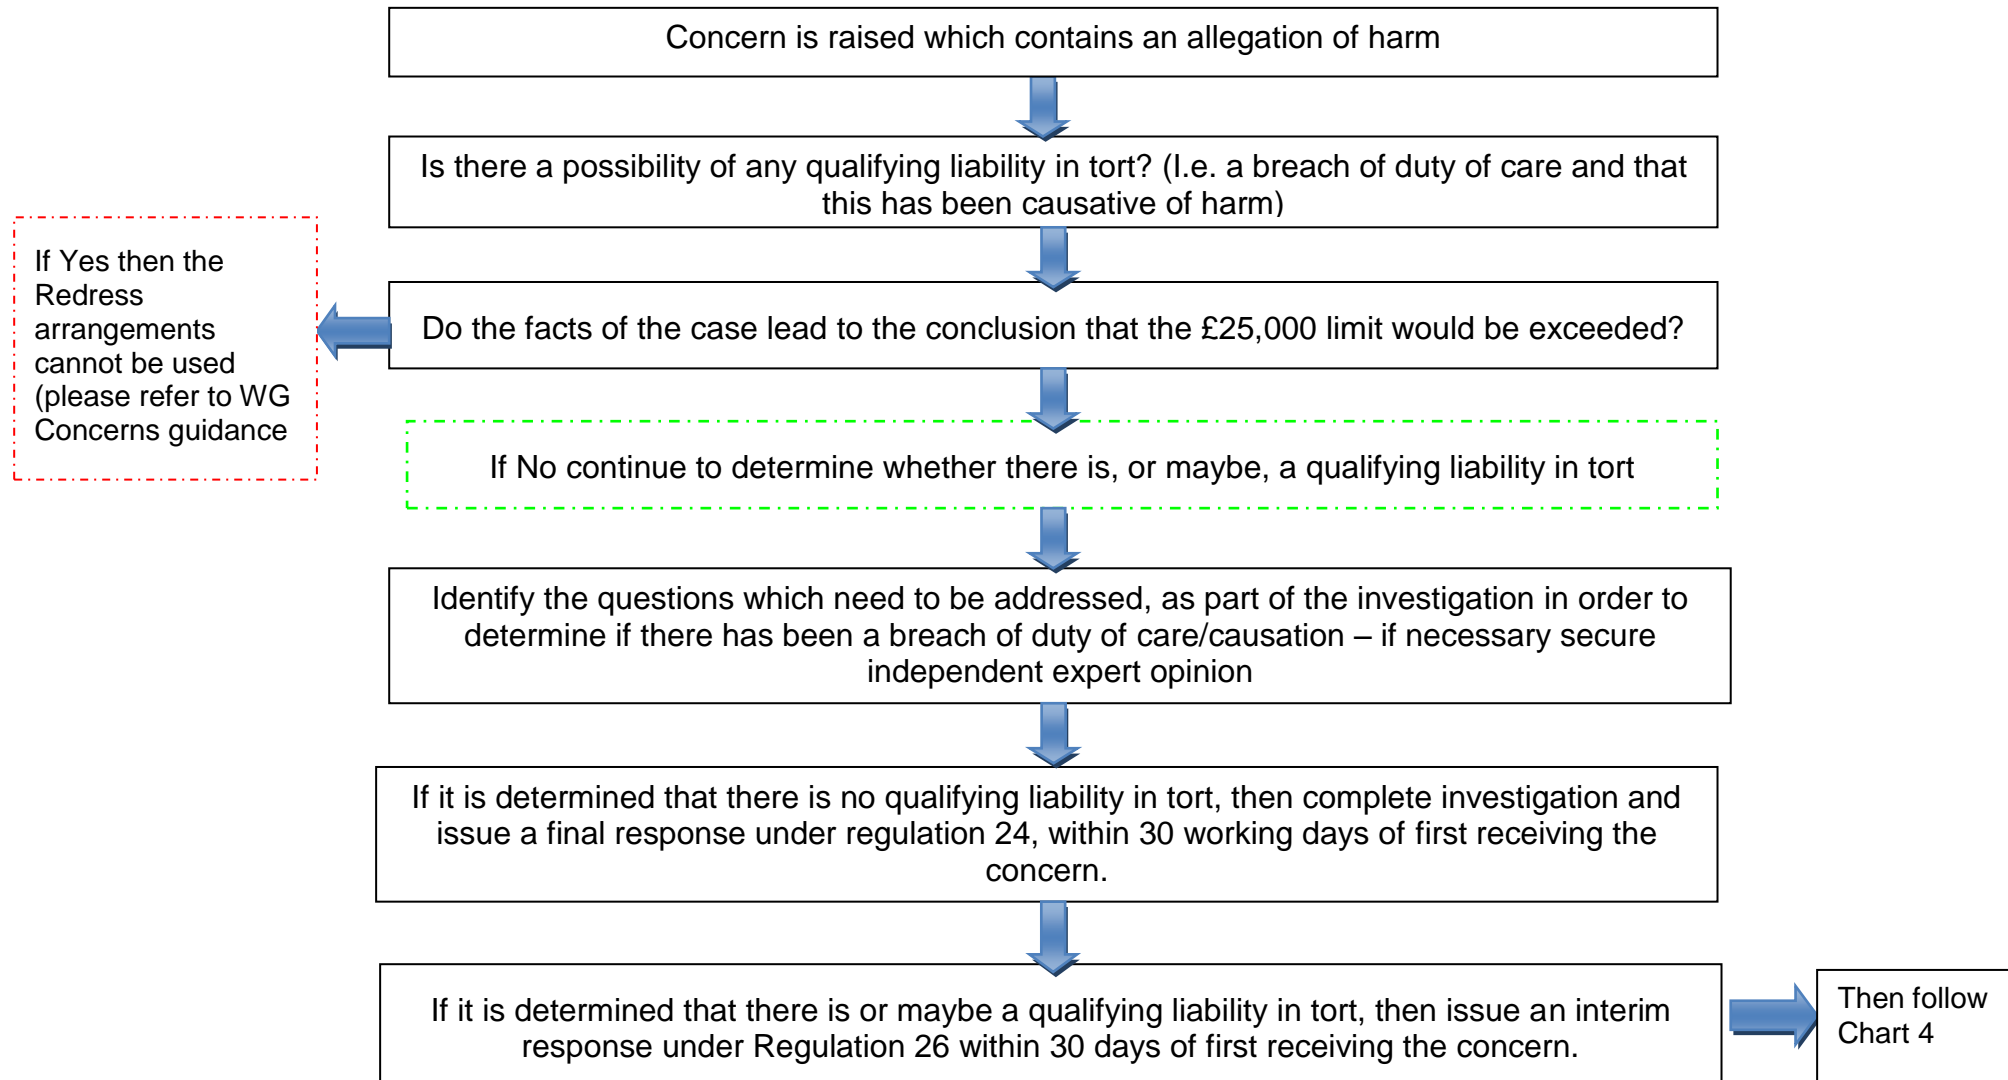 Concern is raised which contains an allegation of harm
Is there a possibility of any qualifying liability in tort? (I.e. a breach of duty of care and that
this has been causative of harm)
If Yes then the
Redress
arrangements
cannot be used
(please refer to WG
Concerns guidance
Do the facts of the case lead to the conclusion that the £25,000 limit would be exceeded?
If No continue to determine whether there is, or maybe, a qualifying liability in tort
Identify the questions which need to be addressed, as part of the investigation in order to
determine if there has been a breach of duty of care/causation – if necessary secure
independent expert opinion
If it is determined that there is no qualifying liability in tort, then complete investigation and
issue a final response under regulation 24, within 30 working days of first receiving the
concern.
If it is determined that there is or maybe a qualifying liability in tort, then issue an interim
response under Regulation 26 within 30 days of first receiving the concern.
Then follow
Chart 4